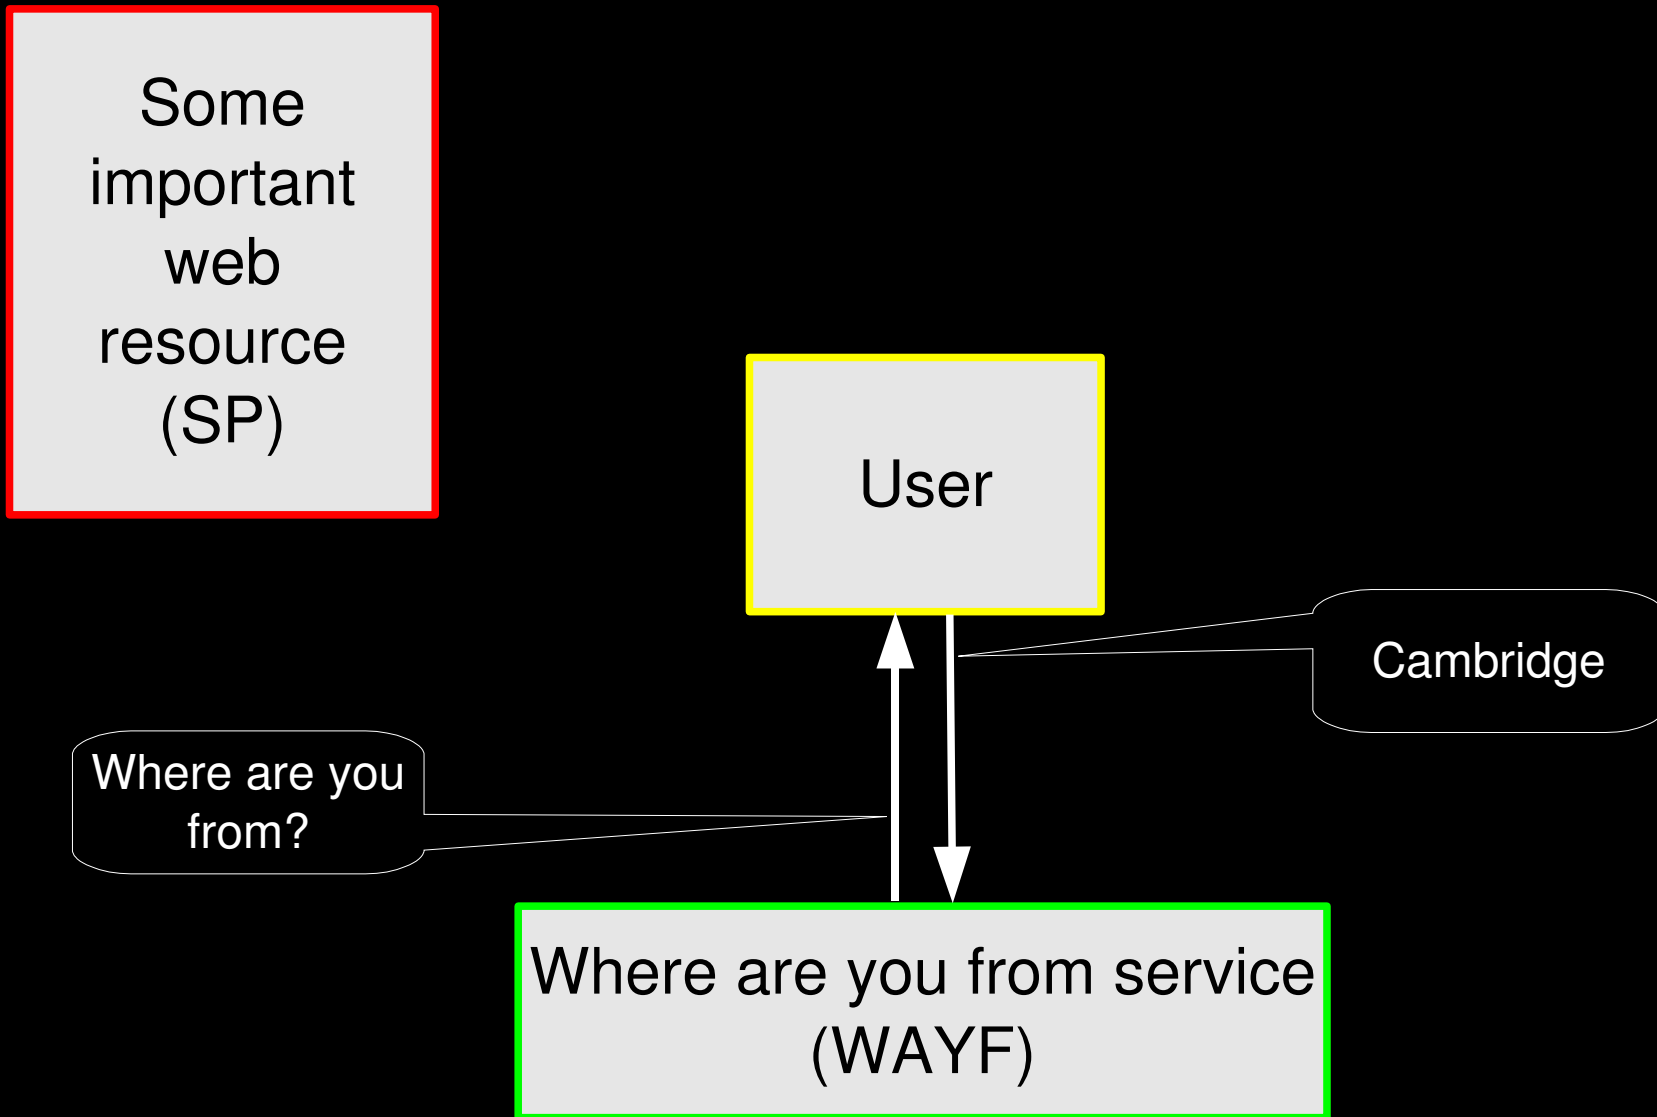 Some
important
web
resource
(SP)
User
Cambridge
Where are you
from?
Where are you from service
(WAYF)